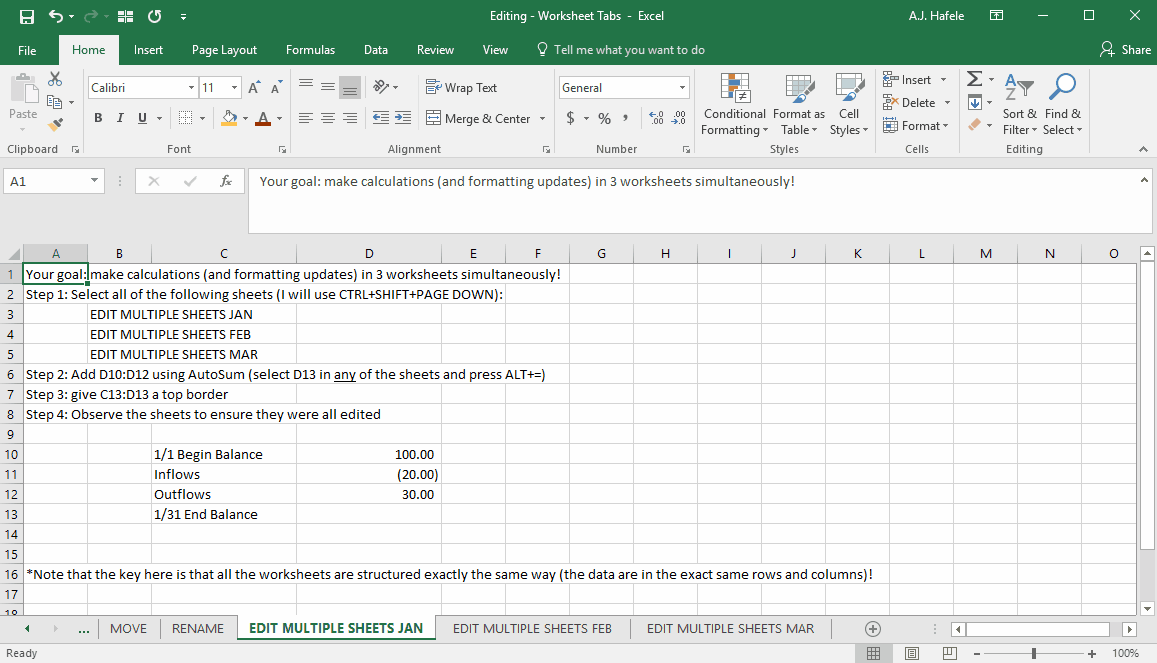 Editing - Worksheet Tabs - Excel
A.J. Hafele
File Home Insert Page Layout Formulas Data Review View Tell me what you want to do Share
Paste
Clipboard
Calibri 11
B I U
Font
Wrap Text
Merge & Center
Alignment
General
$ % ,
Number
Conditional Formatting
Format as Table
Cell Styles
Styles
Insert
Delete
Format
Cells
Sort & Filter
Find & Select
Editing
A1
fx
Your goal: make calculations (and formatting updates) in 3 worksheets simultaneously!
A B C D E F G H I J K L M N O
1 Your goal: make calculations (and formatting updates) in 3 worksheets simultaneously!
2 Step 1: Select all of the following sheets (I will use CTRL+SHIFT+PAGE DOWN):
3 EDIT MULTIPLE SHEETS JAN
4 EDIT MULTIPLE SHEETS FEB
5 EDIT MULTIPLE SHEETS MAR
6 Step 2: Add D10:D12 using AutoSum (select D13 in any of the sheets and press ALT+=)
7 Step 3: give C13:D13 a top border
8 Step 4: Observe the sheets to ensure they were all edited
9
10 1/1 Begin Balance 100.00
11 Inflows (20.00)
12 Outflows 30.00
13 1/31 End Balance
14
15
16 *Note that the key here is that all the worksheets are structured exactly the same way (the data are in the exact same rows and columns)!
17
18
... MOVE RENAME EDIT MULTIPLE SHEETS JAN EDIT MULTIPLE SHEETS FEB EDIT MULTIPLE SHEETS MAR
Ready
100%